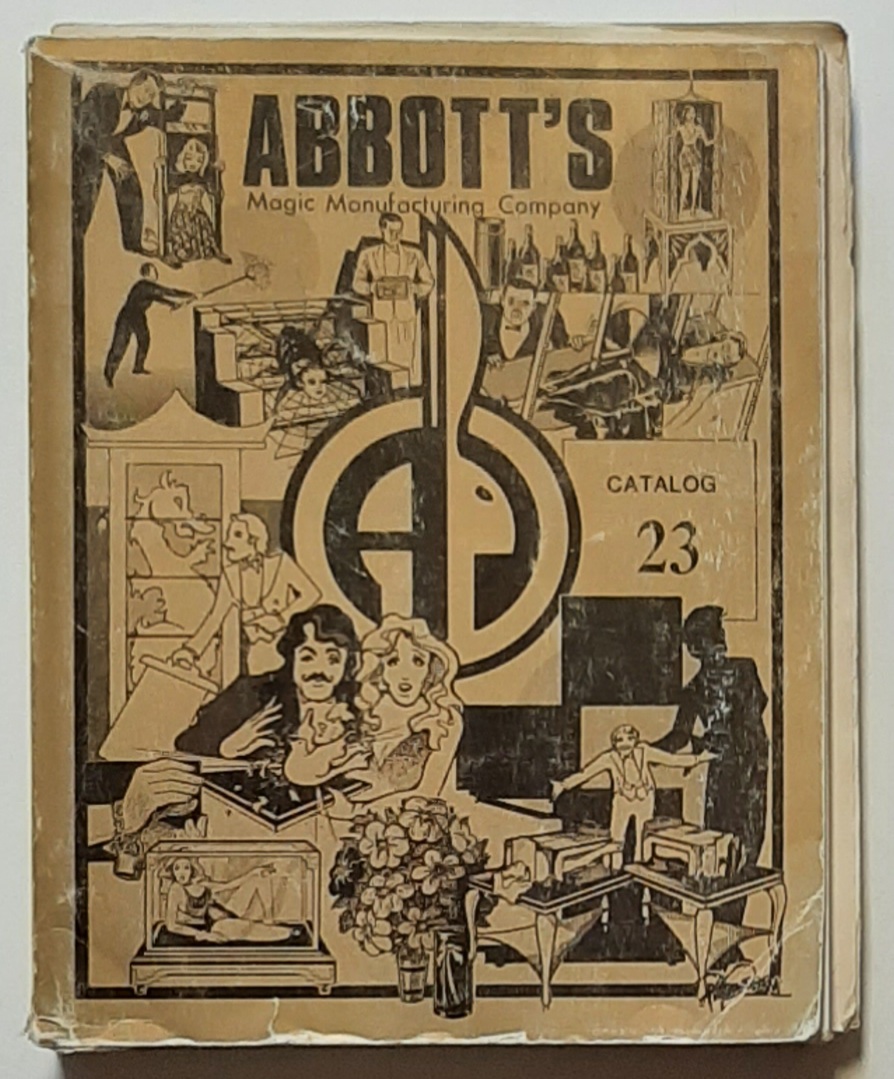 ABBOTT'S
Magic Manufacturing Company
CATALOG
23